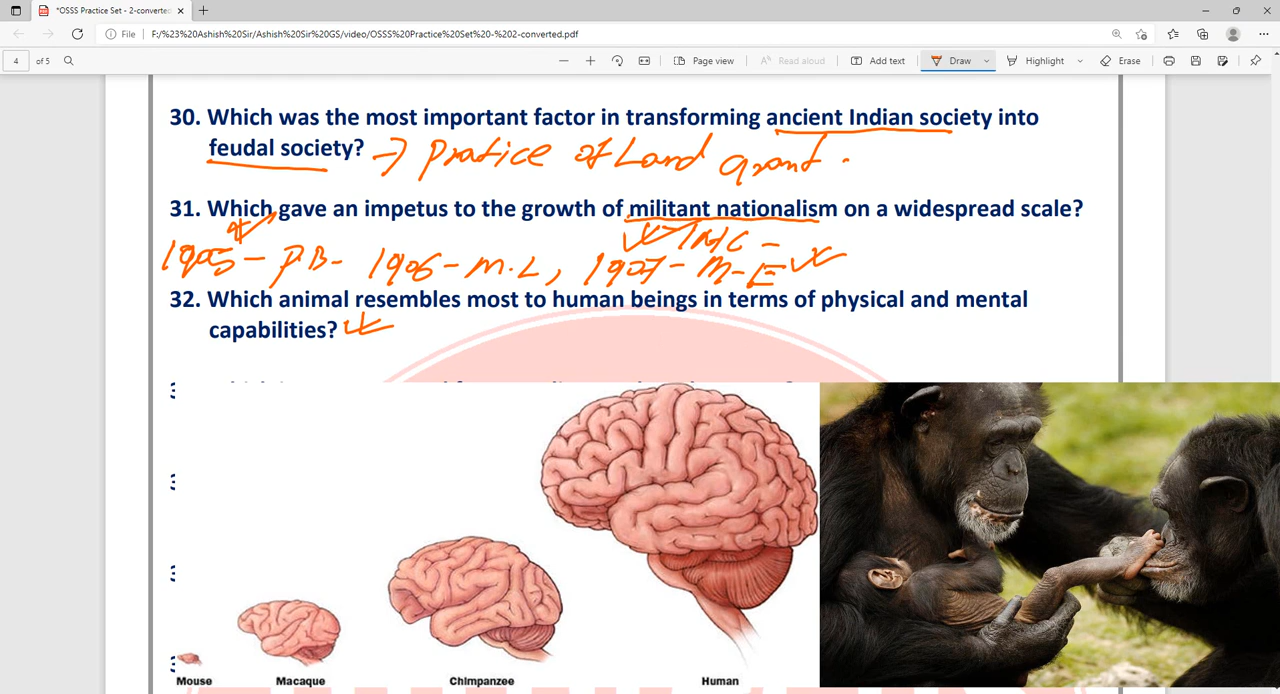 *OSSS Practice Set - 2-converted
File F:/%23%20Ashish%20Sir/Ashish%20Sir%20GS/video/OSSS%20Practice%20Set%20-%202-converted.pdf
4 of 5 Page view Read aloud Add text Draw Highlight Erase
30. Which was the most important factor in transforming ancient Indian society into
feudal society? → Pratice of Land grant.
31. Which gave an impetus to the growth of militant nationalism on a widespread scale?
INC -
1905 - P.B - 1906 - M.L, 1907 - M-E
32. Which animal resembles most to human beings in terms of physical and mental
capabilities?
Mouse Macaque Chimpanzee Human